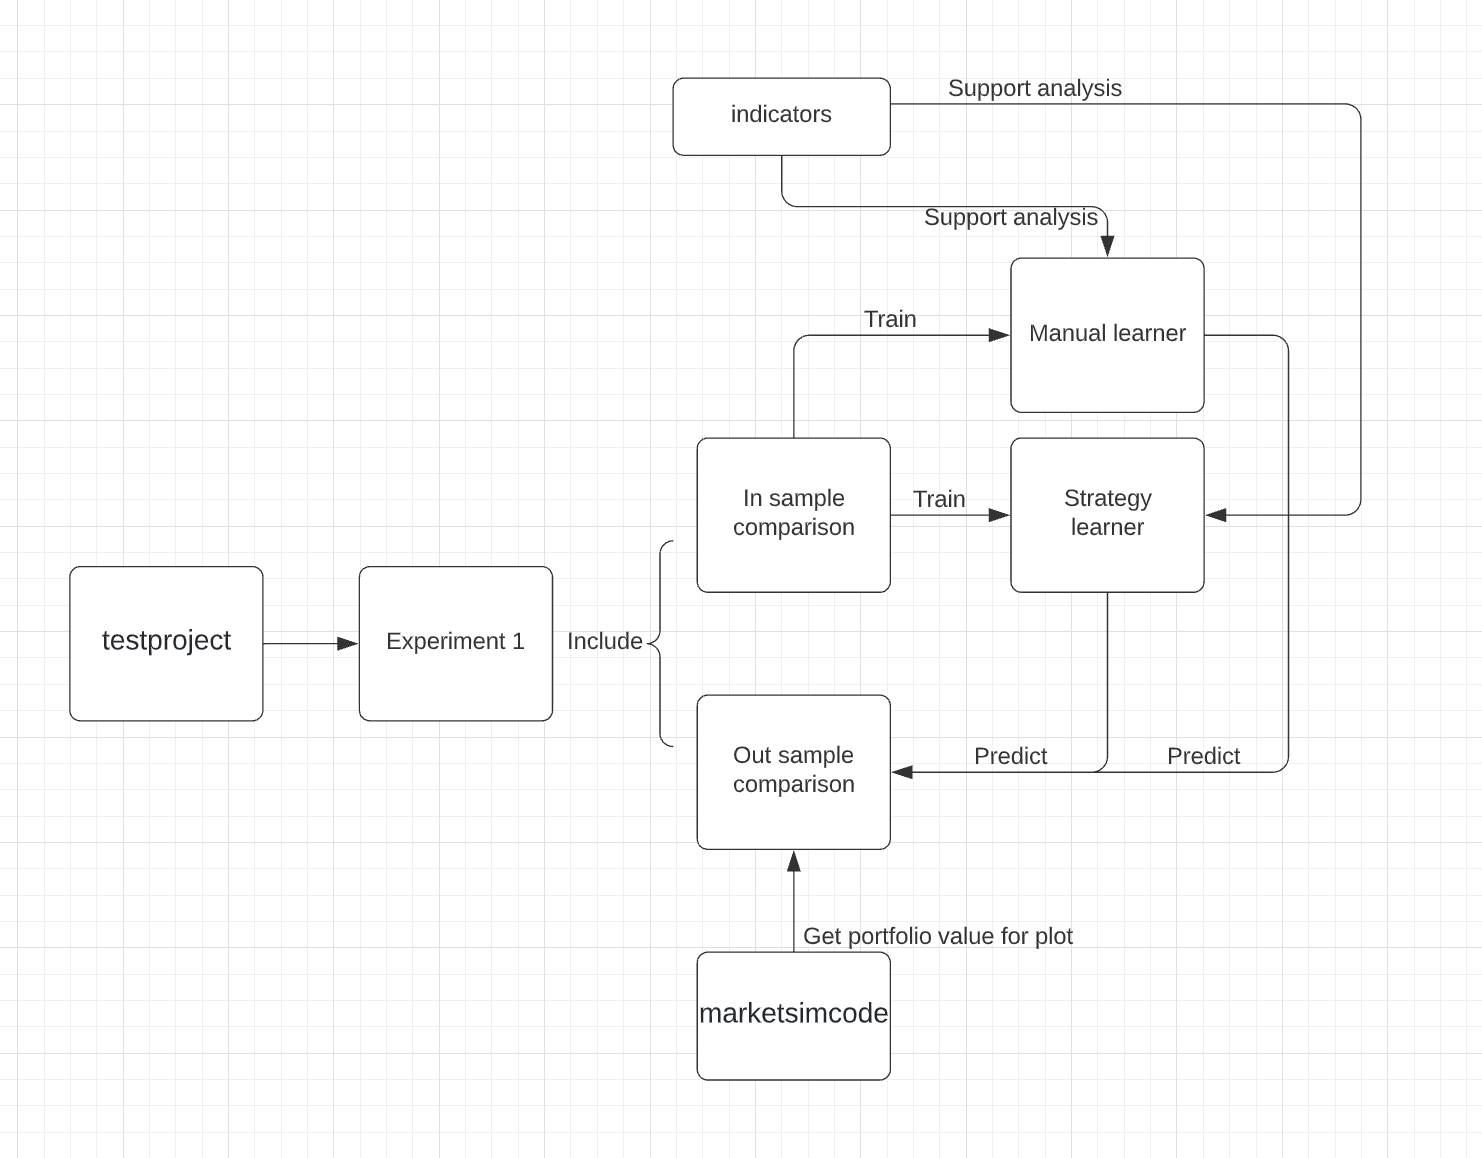 Support analysis
indicators
Support analysis
Train
Manual learner
In sample
comparison
Train
Strategy
learner
testproject
Experiment 1
Include
Out sample
comparison
Predict
Predict
Get portfolio value for plot
marketsimcode